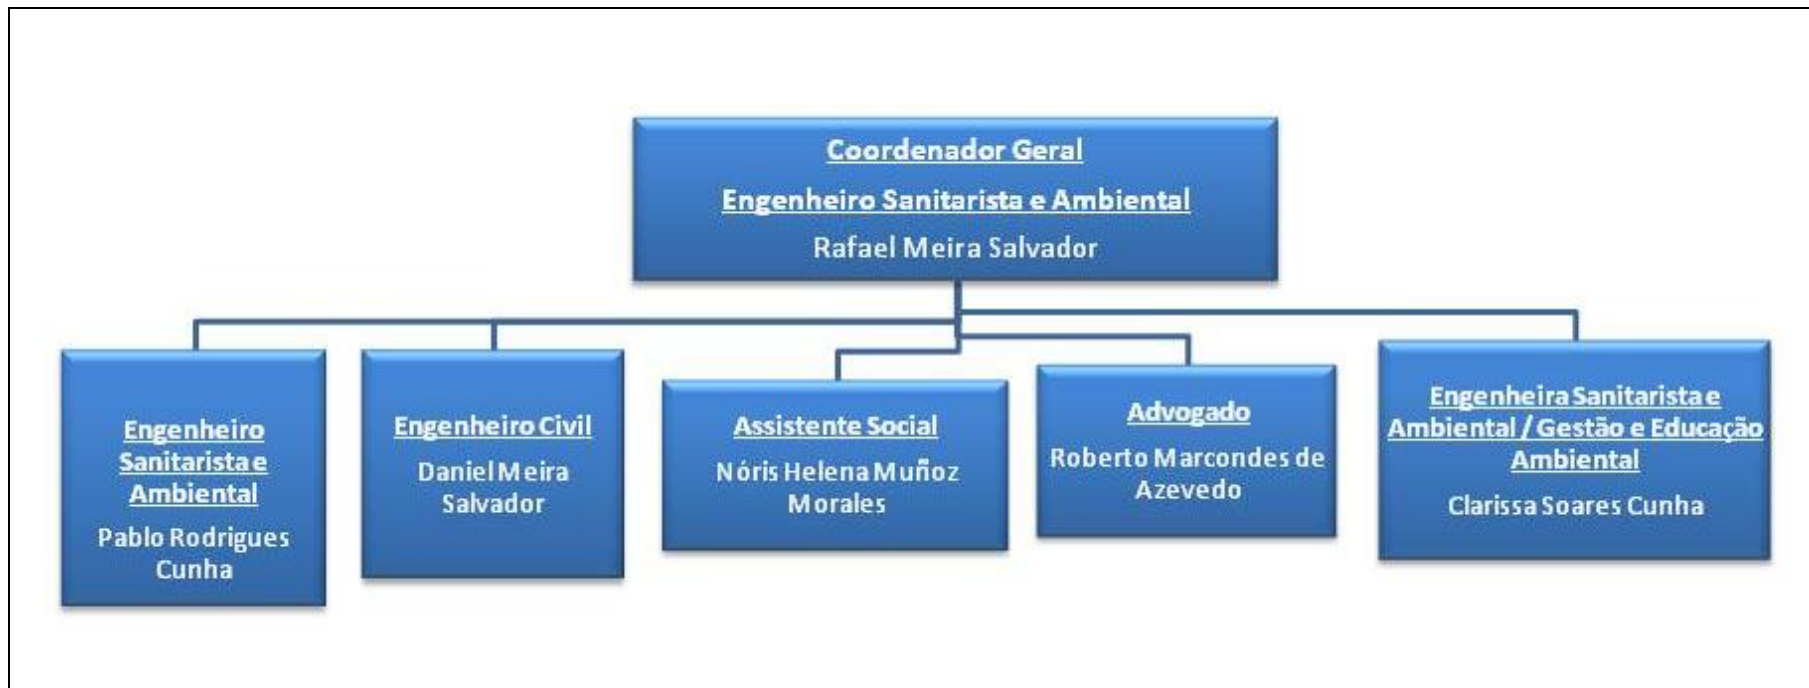 Coordenador Geral
Engenheiro Sanitarista e Ambiental
Rafael Meira Salvador
Engenheiro
Sanitarista e
Ambiental
Pablo Rodrigues
Cunha
Engenheiro Civil
Daniel Meira
Salvador
Assistente Social
Nóris Helena Muñoz
Morales
Advogado
Roberto Marcondes de
Azevedo
Engenheira Sanitarista e
Ambiental / Gestão e Educação
Ambiental
Clarissa Soares Cunha